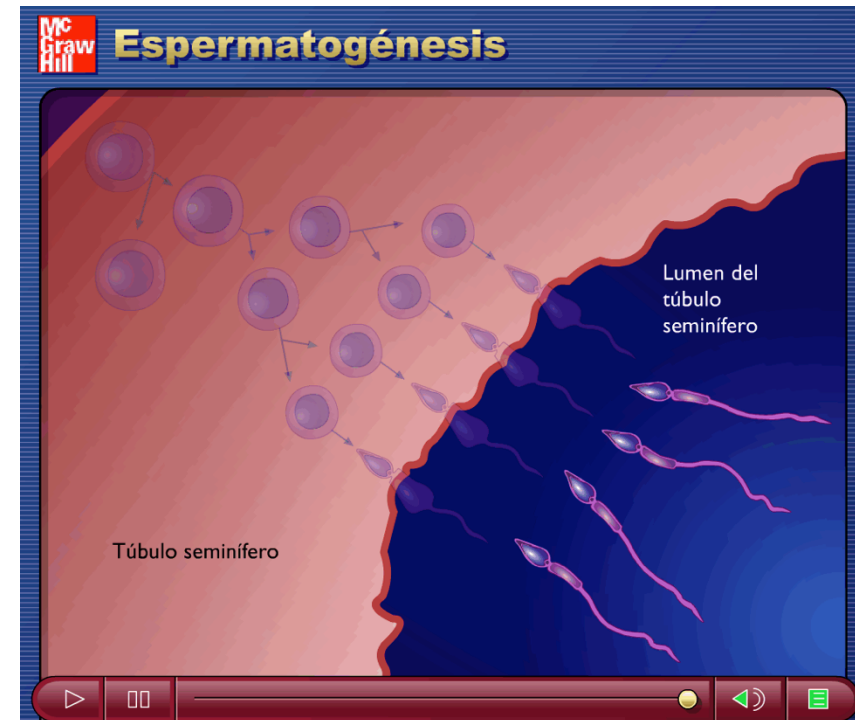 Mc
Graw
Hill
Espermatogénesis
Lumen del
túbulo
seminífero
Túbulo seminífero